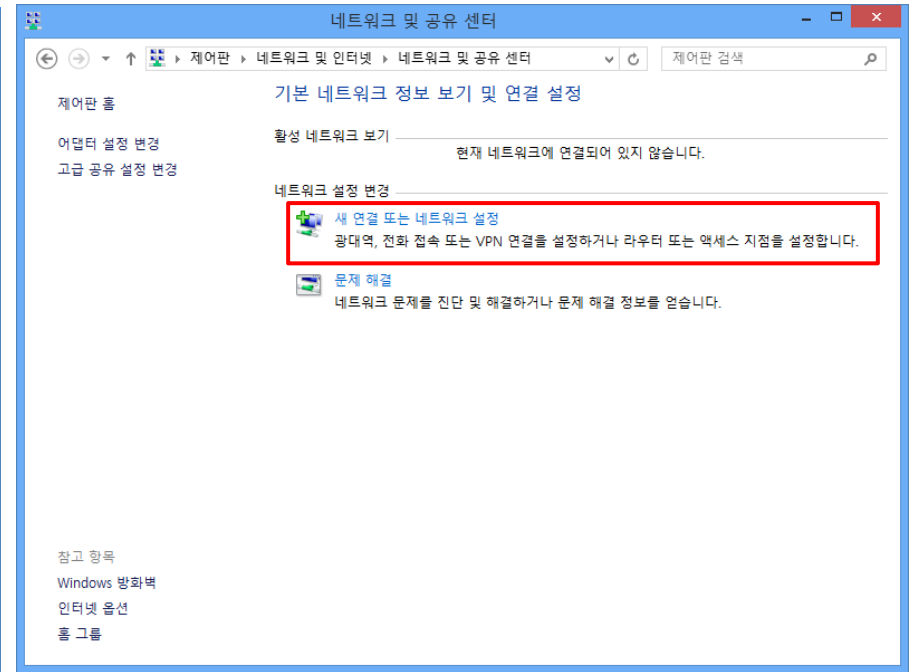 네트워크 및 공유 센터
제어판 네트워크 및 인터넷 네트워크 및 공유 센터
제어판 검색
제어판 홈
어댑터 설정 변경
고급 공유 설정 변경
기본 네트워크 정보 보기 및 연결 설정
활성 네트워크 보기
현재 네트워크에 연결되어 있지 않습니다.
네트워크 설정 변경
새 연결 또는 네트워크 설정
광대역, 전화 접속 또는 VPN 연결을 설정하거나 라우터 또는 액세스 지점을 설정합니다.
문제 해결
네트워크 문제를 진단 및 해결하거나 문제 해결 정보를 얻습니다.
참고 항목
Windows 방화벽
인터넷 옵션
홈 그룹